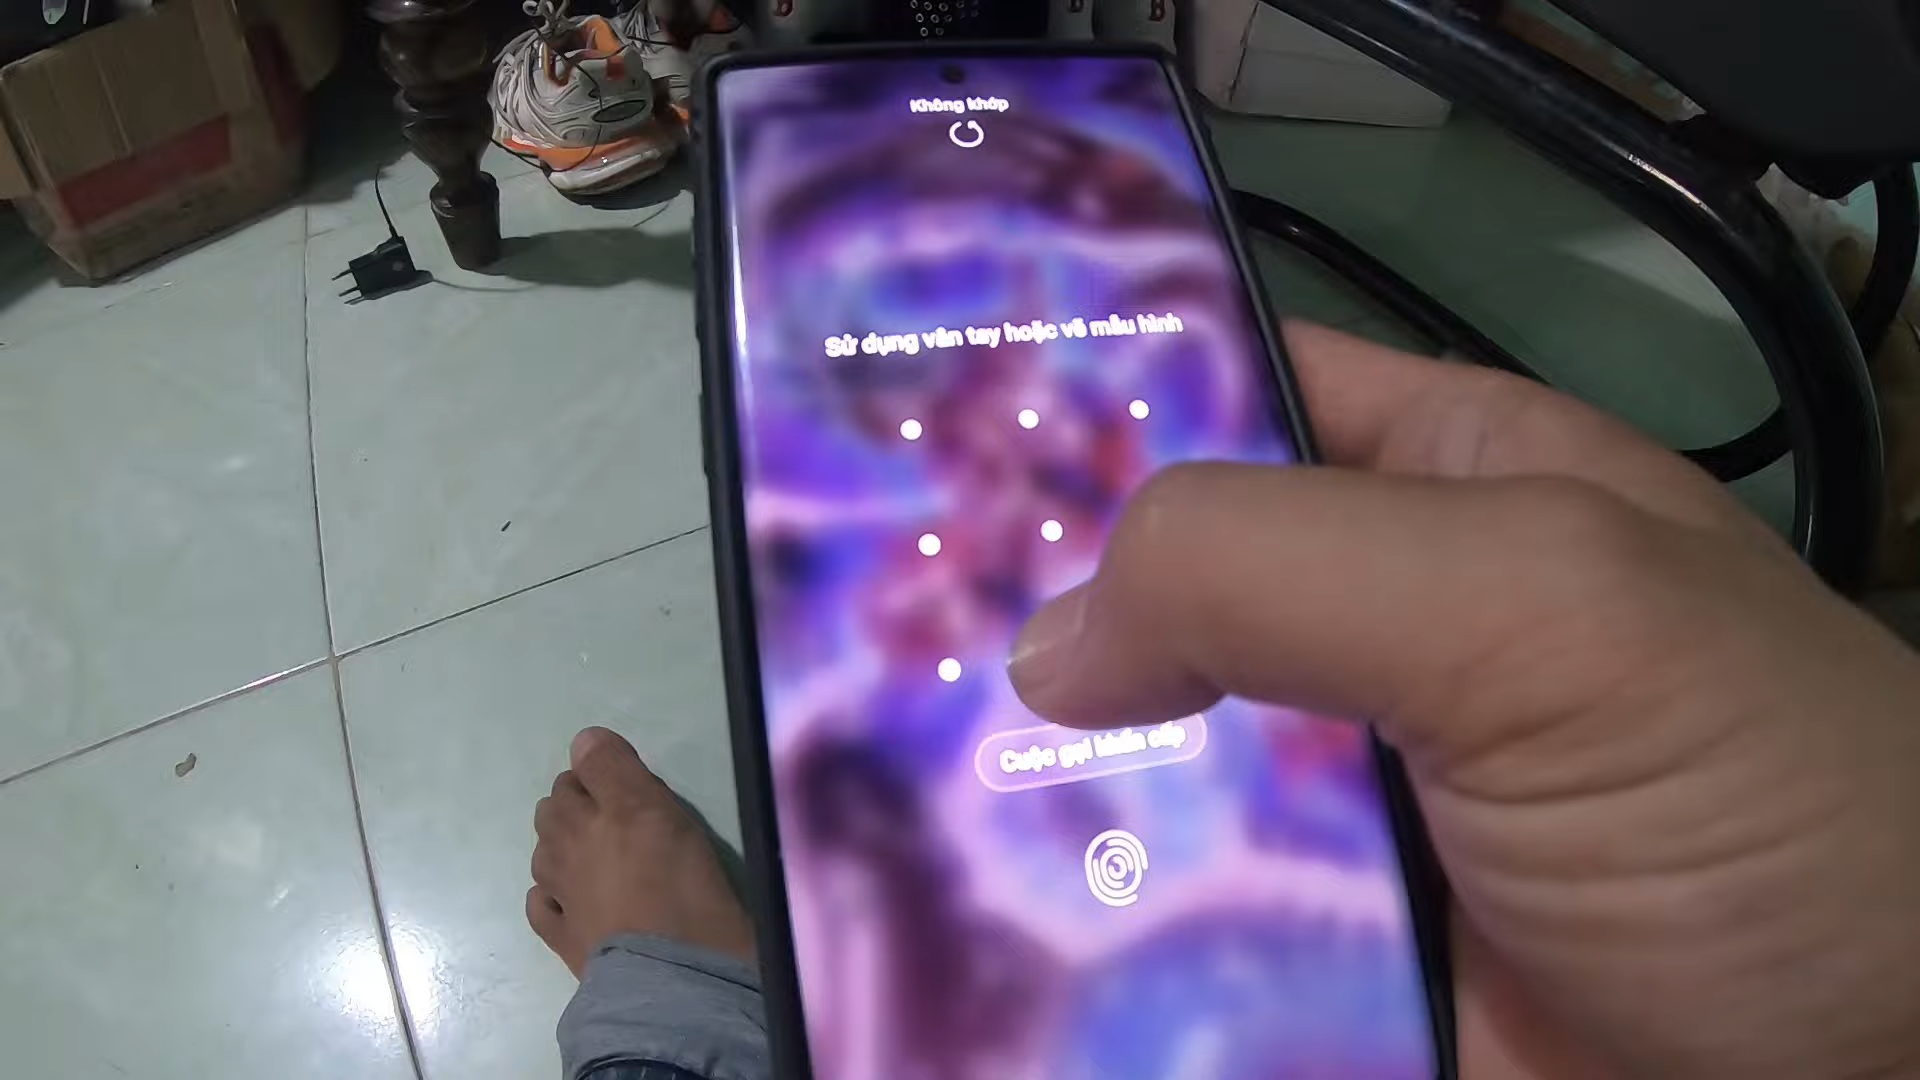 Không khớp
Sử dụng vân tay hoặc vẽ mẫu hình
Cuộc gọi khẩn cấp